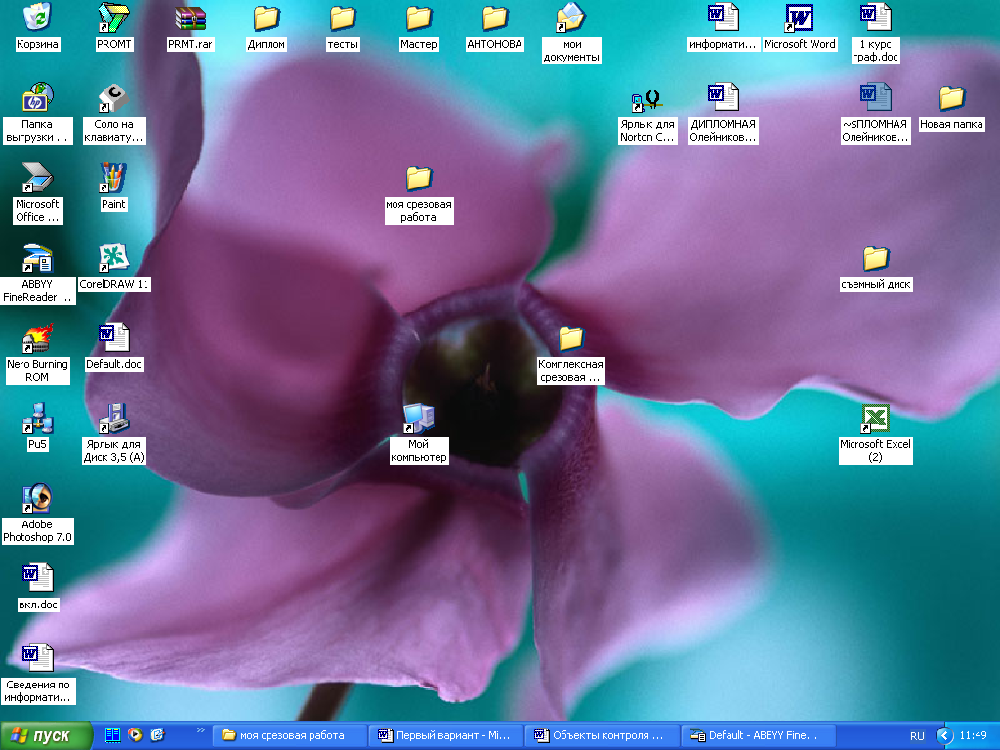 Корзина
PROMT
PRMT.rar
Диплом
тесты
Мастер
АНТОНОВА
мои
документы
информати...
Microsoft Word
1 курс
граф.doc
Папка
выгрузки ...
Соло на
клавиату...
Ярлык для
Norton C...
ДИПЛОМНАЯ
Олейников...
~$ПЛОМНАЯ
Олейников...
Новая папка
Microsoft
Office ...
Paint
моя срезовая
работа
ABBYY
FineReader ...
CorelDRAW 11
съемный диск
Nero Burning
ROM
Default.doc
Комплексная
срезовая ...
Pu5
Ярлык для
Диск 3,5 (A)
Мой
компьютер
Microsoft Excel
(2)
Adobe
Photoshop 7.0
вкл.doc
Сведения по
информати...
пуск
моя срезовая работа
Первый вариант - Mi...
Объекты контроля ...
Default - ABBYY Fine...
RU
11:49